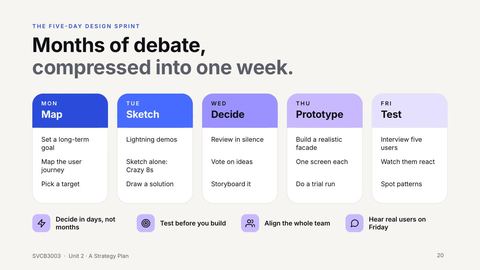 THE FIVE-DAY DESIGN SPRINT
Months of debate,
compressed into one week.
MON
Map
Set a long-term
goal
Map the user
journey
Pick a target
TUE
Sketch
Lightning demos
Sketch alone:
Crazy 8s
Draw a solution
WED
Decide
Review in silence
Vote on ideas
Storyboard it
THU
Prototype
Build a realistic
facade
One screen each
Do a trial run
FRI
Test
Interview five
users
Watch them react
Spot patterns
Decide in days, not
months
Test before you build
Align the whole team
Hear real users on
Friday
SVCB3003 · Unit 2 · A Strategy Plan
20